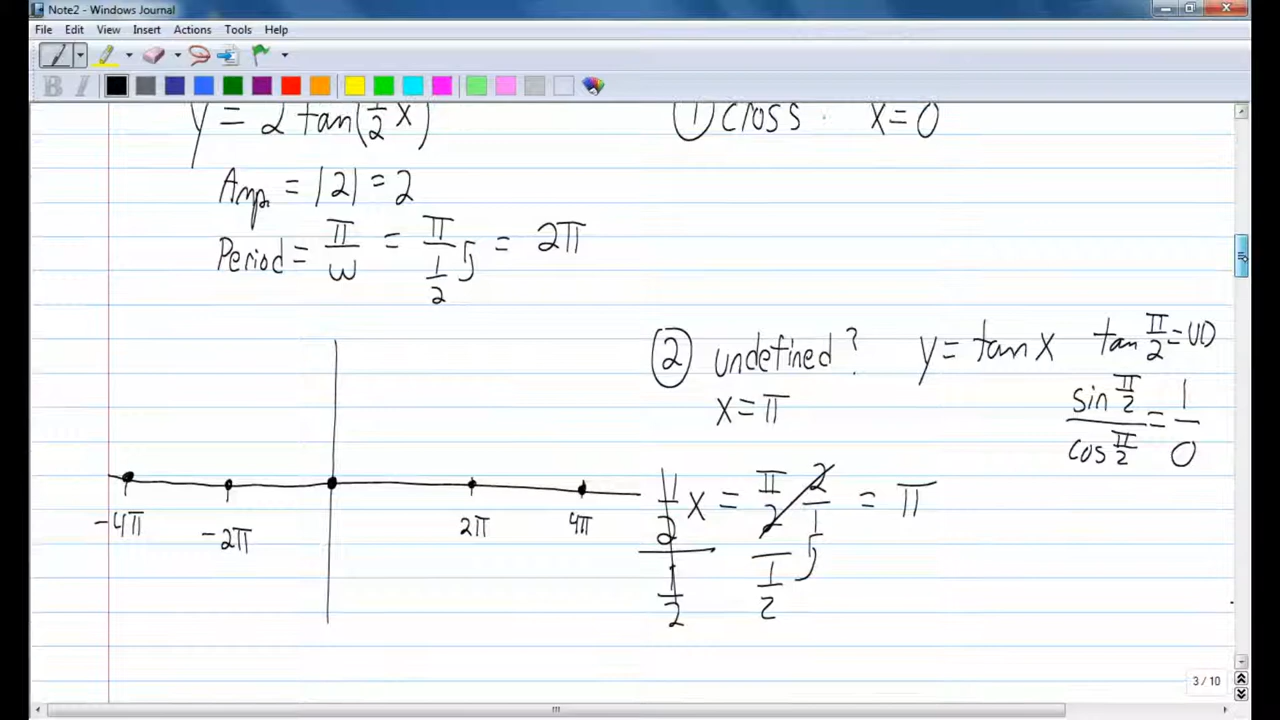 Note2 - Windows Journal
File Edit View Insert Actions Tools Help
B I
y = 2 tan(1/2 x)
① Cross x = 0
Amp. = |2| = 2
Period = π/ω = π/(1/2) = 2π
② undefined? y = tan x tan π/2 = UD
x = π
sin π/2 / cos π/2 = 1/0
(1/2 x)/(1/2) = (π/2)/(1/2) · 2/1 = π
-4π -2π 2π 4π
3 / 10